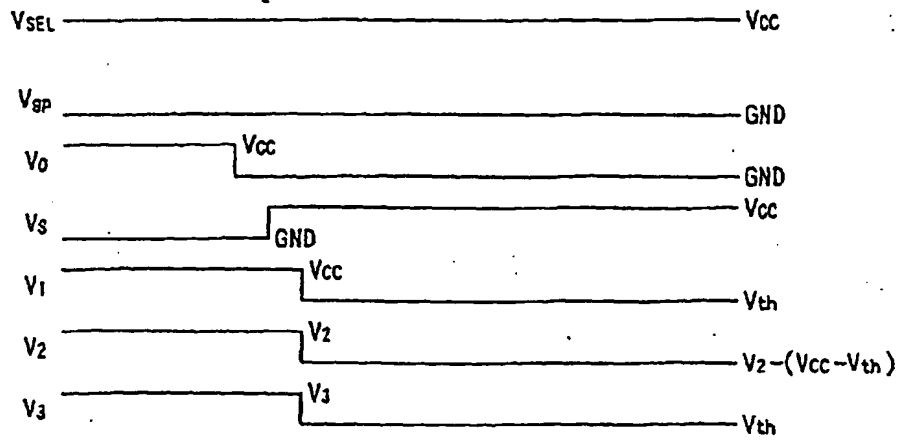 VSEL VCC
Vgp GND
V0 VCC GND
VS GND VCC
V1 VCC Vth
V2 V2 V2-(VCC-Vth)
V3 V3 Vth